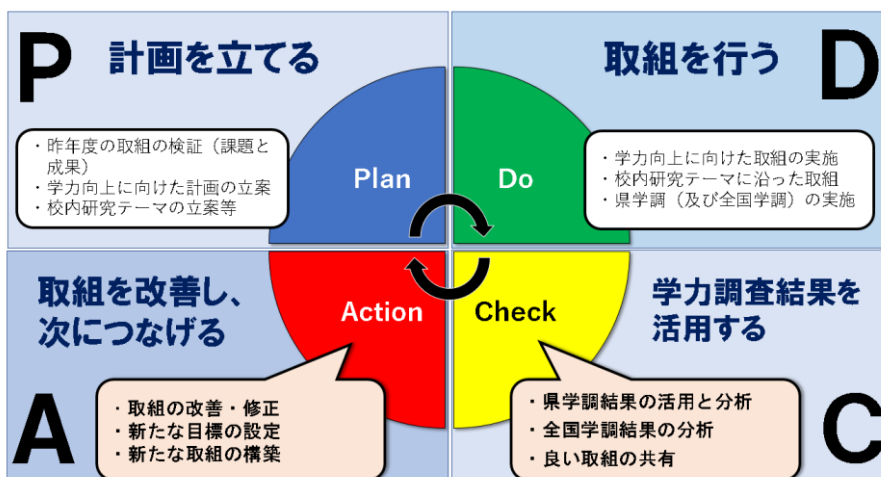 P
計画を立てる
・昨年度の取組の検証（課題と
成果）
・学力向上に向けた計画の立案
・校内研究テーマの立案等
Plan
取組を行う
D
・学力向上に向けた取組の実施
・校内研究テーマに沿った取組
・県学調（及び全国学調）の実施
Do
取組を改善し、
次につなげる
Action
A
・取組の改善・修正
・新たな目標の設定
・新たな取組の構築
Check
学力調査結果を
活用する
・県学調結果の活用と分析
・全国学調結果の分析
・良い取組の共有
C